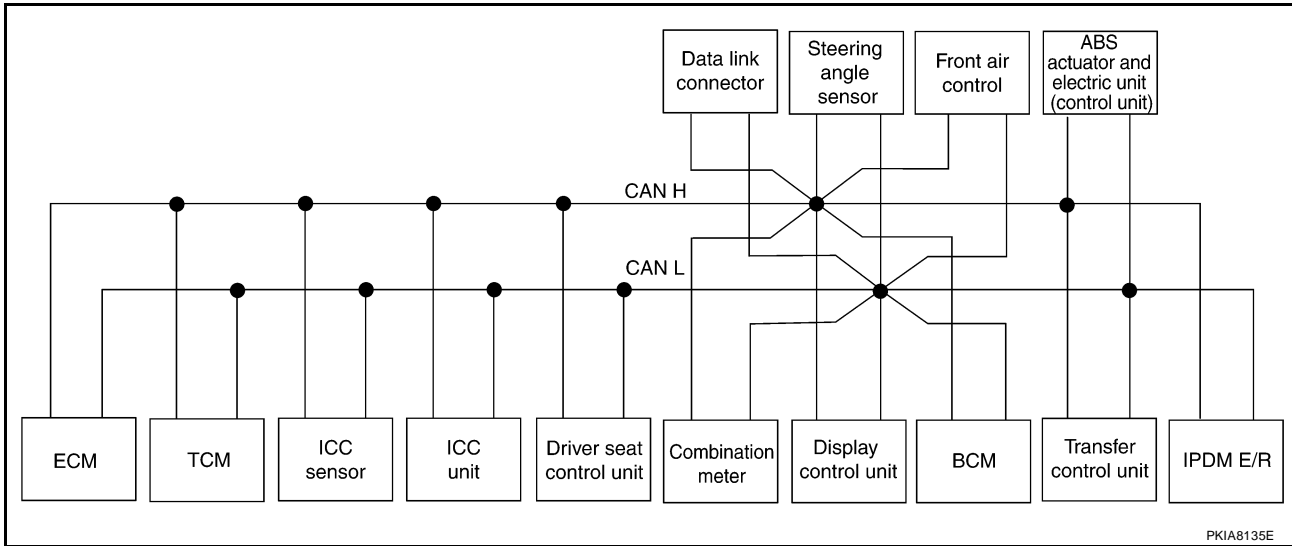 Data link
connector
Steering
angle
sensor
Front air
control
ABS
actuator and
electric unit
(control unit)
CAN H
CAN L
ECM
TCM
ICC
sensor
ICC
unit
Driver seat
control unit
Combination
meter
Display
control unit
BCM
Transfer
control unit
IPDM E/R
PKIA8135E